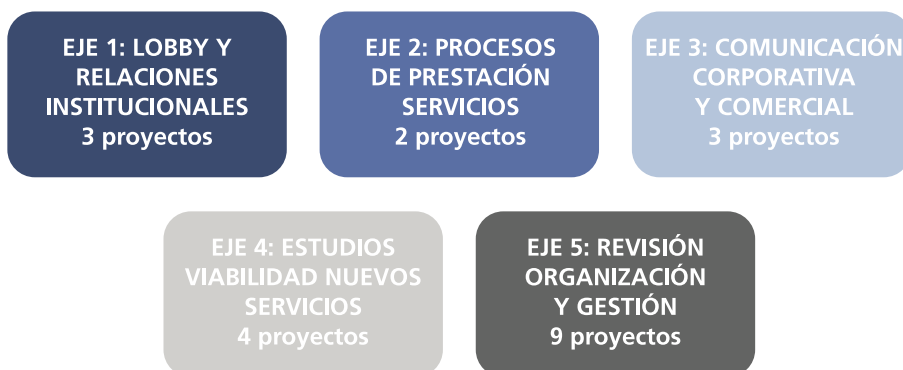 EJE 1: LOBBY Y
RELACIONES
INSTITUCIONALES
3 proyectos
EJE 2: PROCESOS
DE PRESTACIÓN
SERVICIOS
2 proyectos
EJE 3: COMUNICACIÓN
CORPORATIVA
Y COMERCIAL
3 proyectos
EJE 4: ESTUDIOS
VIABILIDAD NUEVOS
SERVICIOS
4 proyectos
EJE 5: REVISIÓN
ORGANIZACIÓN
Y GESTIÓN
9 proyectos